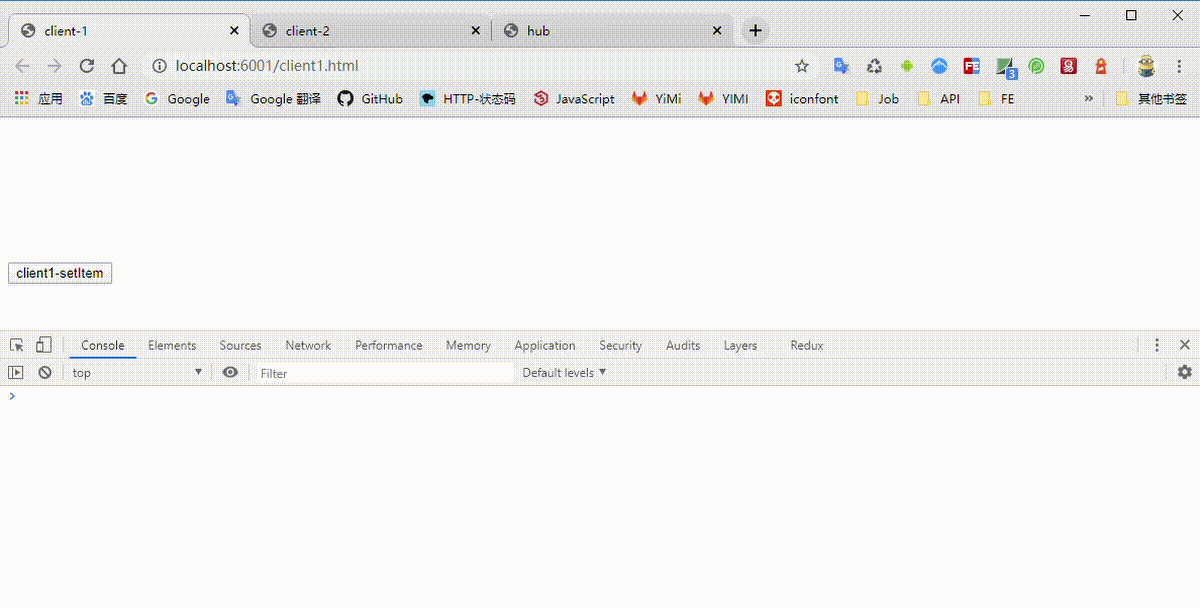 client-1 client-2 hub
localhost:6001/client1.html 3
应用 百度 Google Google 翻译 GitHub HTTP-状态码 JavaScript YiMi YIMI iconfont Job API FE » 其他书签
client1-setItem
Console Elements Sources Network Performance Memory Application Security Audits Layers Redux
top Filter Default levels
>